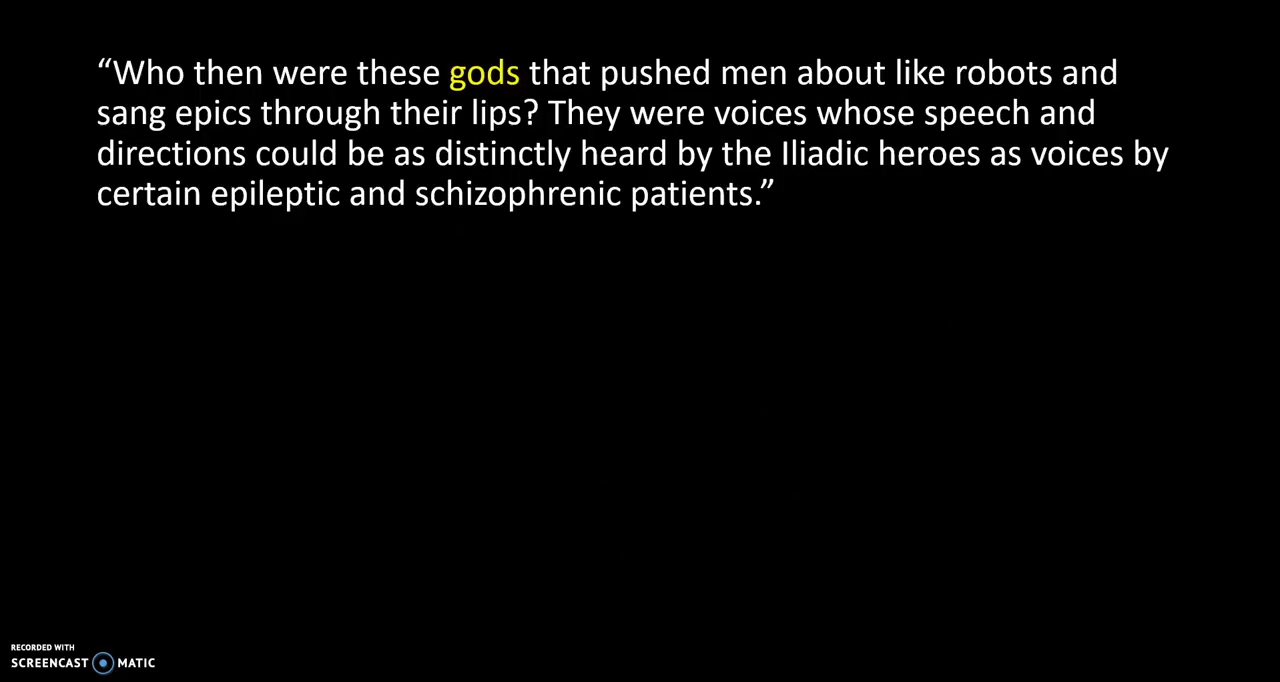 “Who then were these gods that pushed men about like robots and
sang epics through their lips? They were voices whose speech and
directions could be as distinctly heard by the Iliadic heroes as voices by
certain epileptic and schizophrenic patients.”
RECORDED WITH
SCREENCAST MATIC